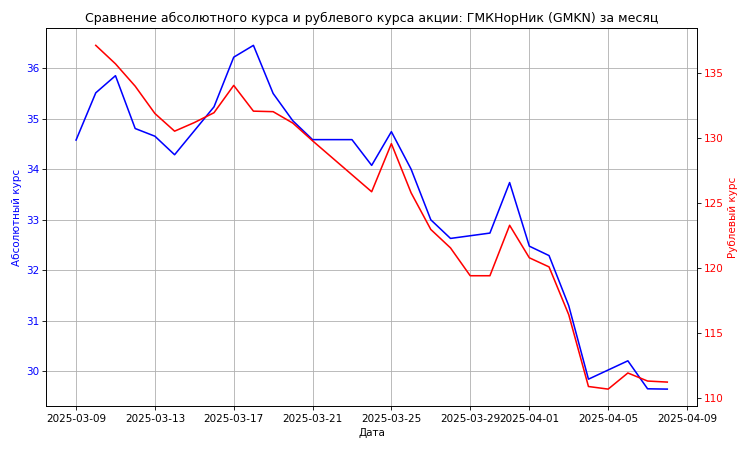 Сравнение абсолютного курса и рублевого курса акции: ГМКНорНик (GMKN) за месяц
36
35
34
33
32
31
30
Абсолютный курс
135
130
125
120
115
110
Рублевый курс
2025-03-09 2025-03-13 2025-03-17 2025-03-21 2025-03-25 2025-03-29 2025-04-01 2025-04-05 2025-04-09
Дата